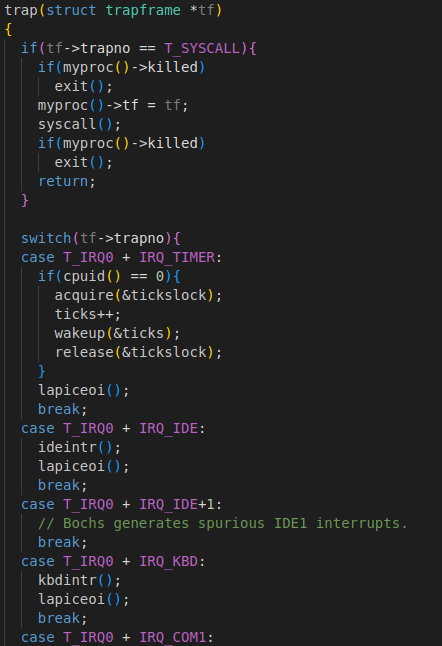 trap(struct trapframe *tf)
{
  if(tf->trapno == T_SYSCALL){
    if(myproc()->killed)
      exit();
    myproc()->tf = tf;
    syscall();
    if(myproc()->killed)
      exit();
    return;
  }

  switch(tf->trapno){
  case T_IRQ0 + IRQ_TIMER:
    if(cpuid() == 0){
      acquire(&tickslock);
      ticks++;
      wakeup(&ticks);
      release(&tickslock);
    }
    lapiceoi();
    break;
  case T_IRQ0 + IRQ_IDE:
    ideintr();
    lapiceoi();
    break;
  case T_IRQ0 + IRQ_IDE+1:
    // Bochs generates spurious IDE1 interrupts.
    break;
  case T_IRQ0 + IRQ_KBD:
    kbdintr();
    lapiceoi();
    break;
  case T_IRQ0 + IRQ_COM1: